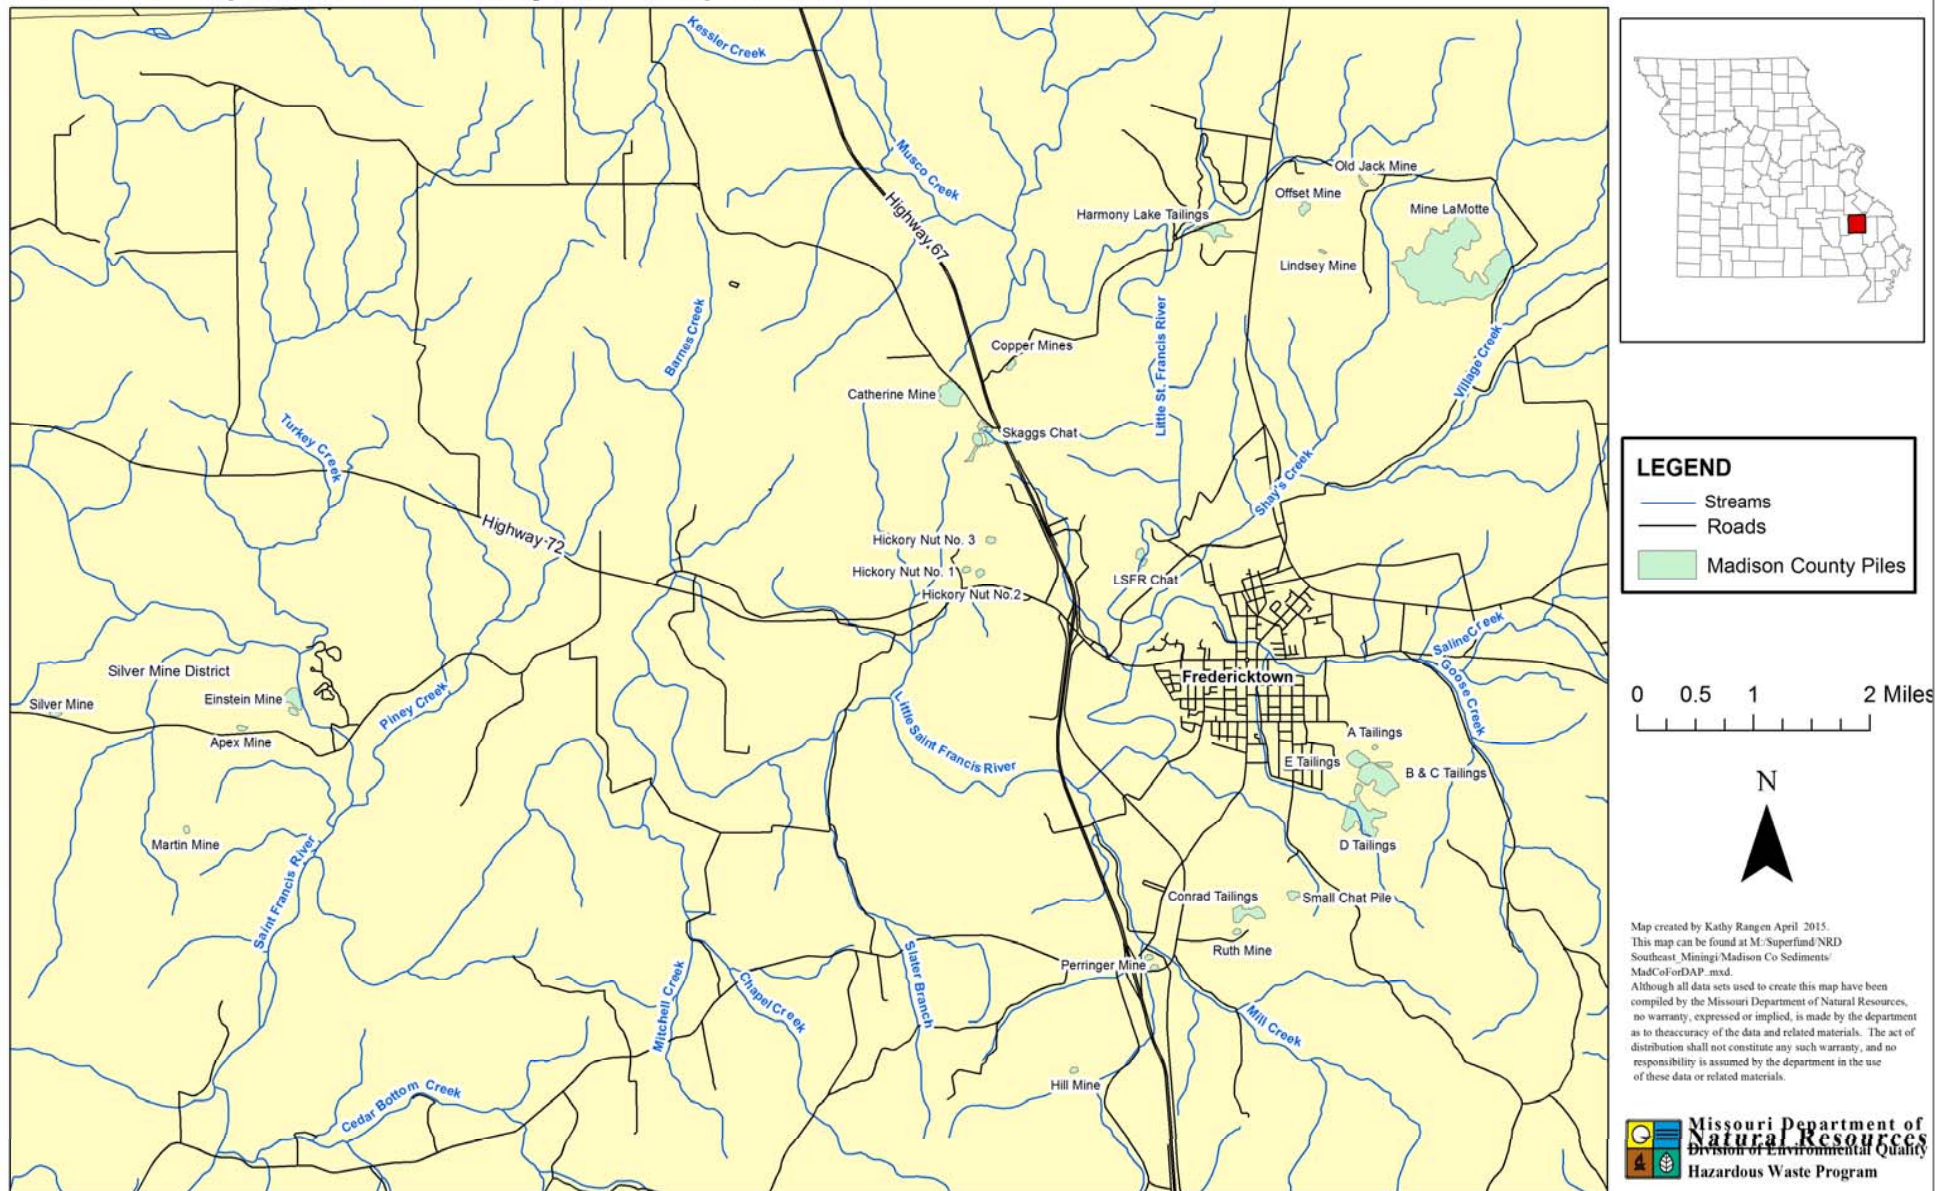 Kessler Creek
Musco Creek
Highway 67
Old Jack Mine
Offset Mine
Harmony Lake Tailings
Mine LaMotte
Lindsey Mine
Barnes Creek
Little St. Francis River
Village Creek
Copper Mines
Catherine Mine
Skaggs Chat
Turkey Creek
Shay's Creek
Highway 72
Hickory Nut No. 3
Hickory Nut No. 1
Hickory Nut No.2
LSFR Chat
Saline Creek
Goose Creek
Silver Mine District
Silver Mine
Einstein Mine
Apex Mine
Piney Creek
Little Saint Francis River
Fredericktown
A Tailings
E Tailings
B & C Tailings
D Tailings
Martin Mine
Saint Francis River
Conrad Tailings
Small Chat Pile
Ruth Mine
Perringer Mine
Slater Branch
Mitchell Creek
Chapel Creek
Mill Creek
Hill Mine
Cedar Bottom Creek
LEGEND
Streams
Roads
Madison County Piles
0 0.5 1 2 Miles
N
Map created by Kathy Rangen April 2015.
This map can be found at M:/Superfund/NRD
Southeast_Miningi/Madison Co Sediments/
MadCoForDAP..mxd.
Although all data sets used to create this map have been
compiled by the Missouri Department of Natural Resources,
no warranty, expressed or implied, is made by the department
as to theaccuracy of the data and related materials. The act of
distribution shall not constitute any such warranty, and no
responsibility is assumed by the department in the use
of these data or related materials.
Missouri Department of
Natural Resources
Division of Environmental Quality
Hazardous Waste Program